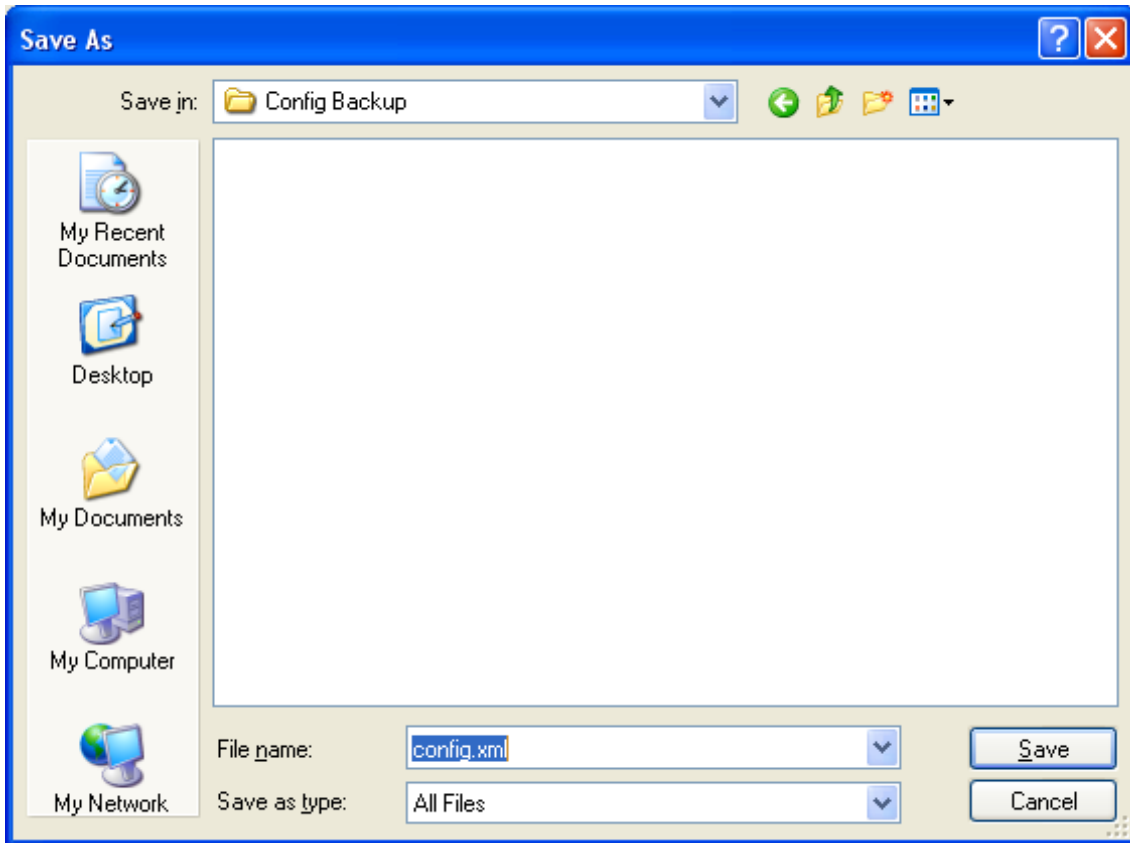 Save As
Save in: Config Backup
My Recent
Documents
Desktop
My Documents
My Computer
My Network
File name: config.xml
Save
Save as type: All Files
Cancel